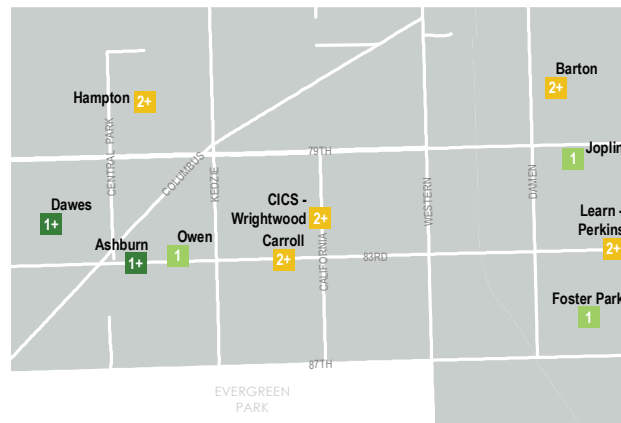 Barton
2+
Hampton
2+
CENTRAL PARK
79TH
Joplin
1
COLUMBUS
KEDZIE
WESTERN
DAMEN
Dawes
1+
CICS -
Wrightwood
2+
Learn -
Perkins
2+
Owen
1
Ashburn
1+
Carroll
2+
CALIFORNIA
83RD
Foster Park
1
87TH
EVERGREEN
PARK